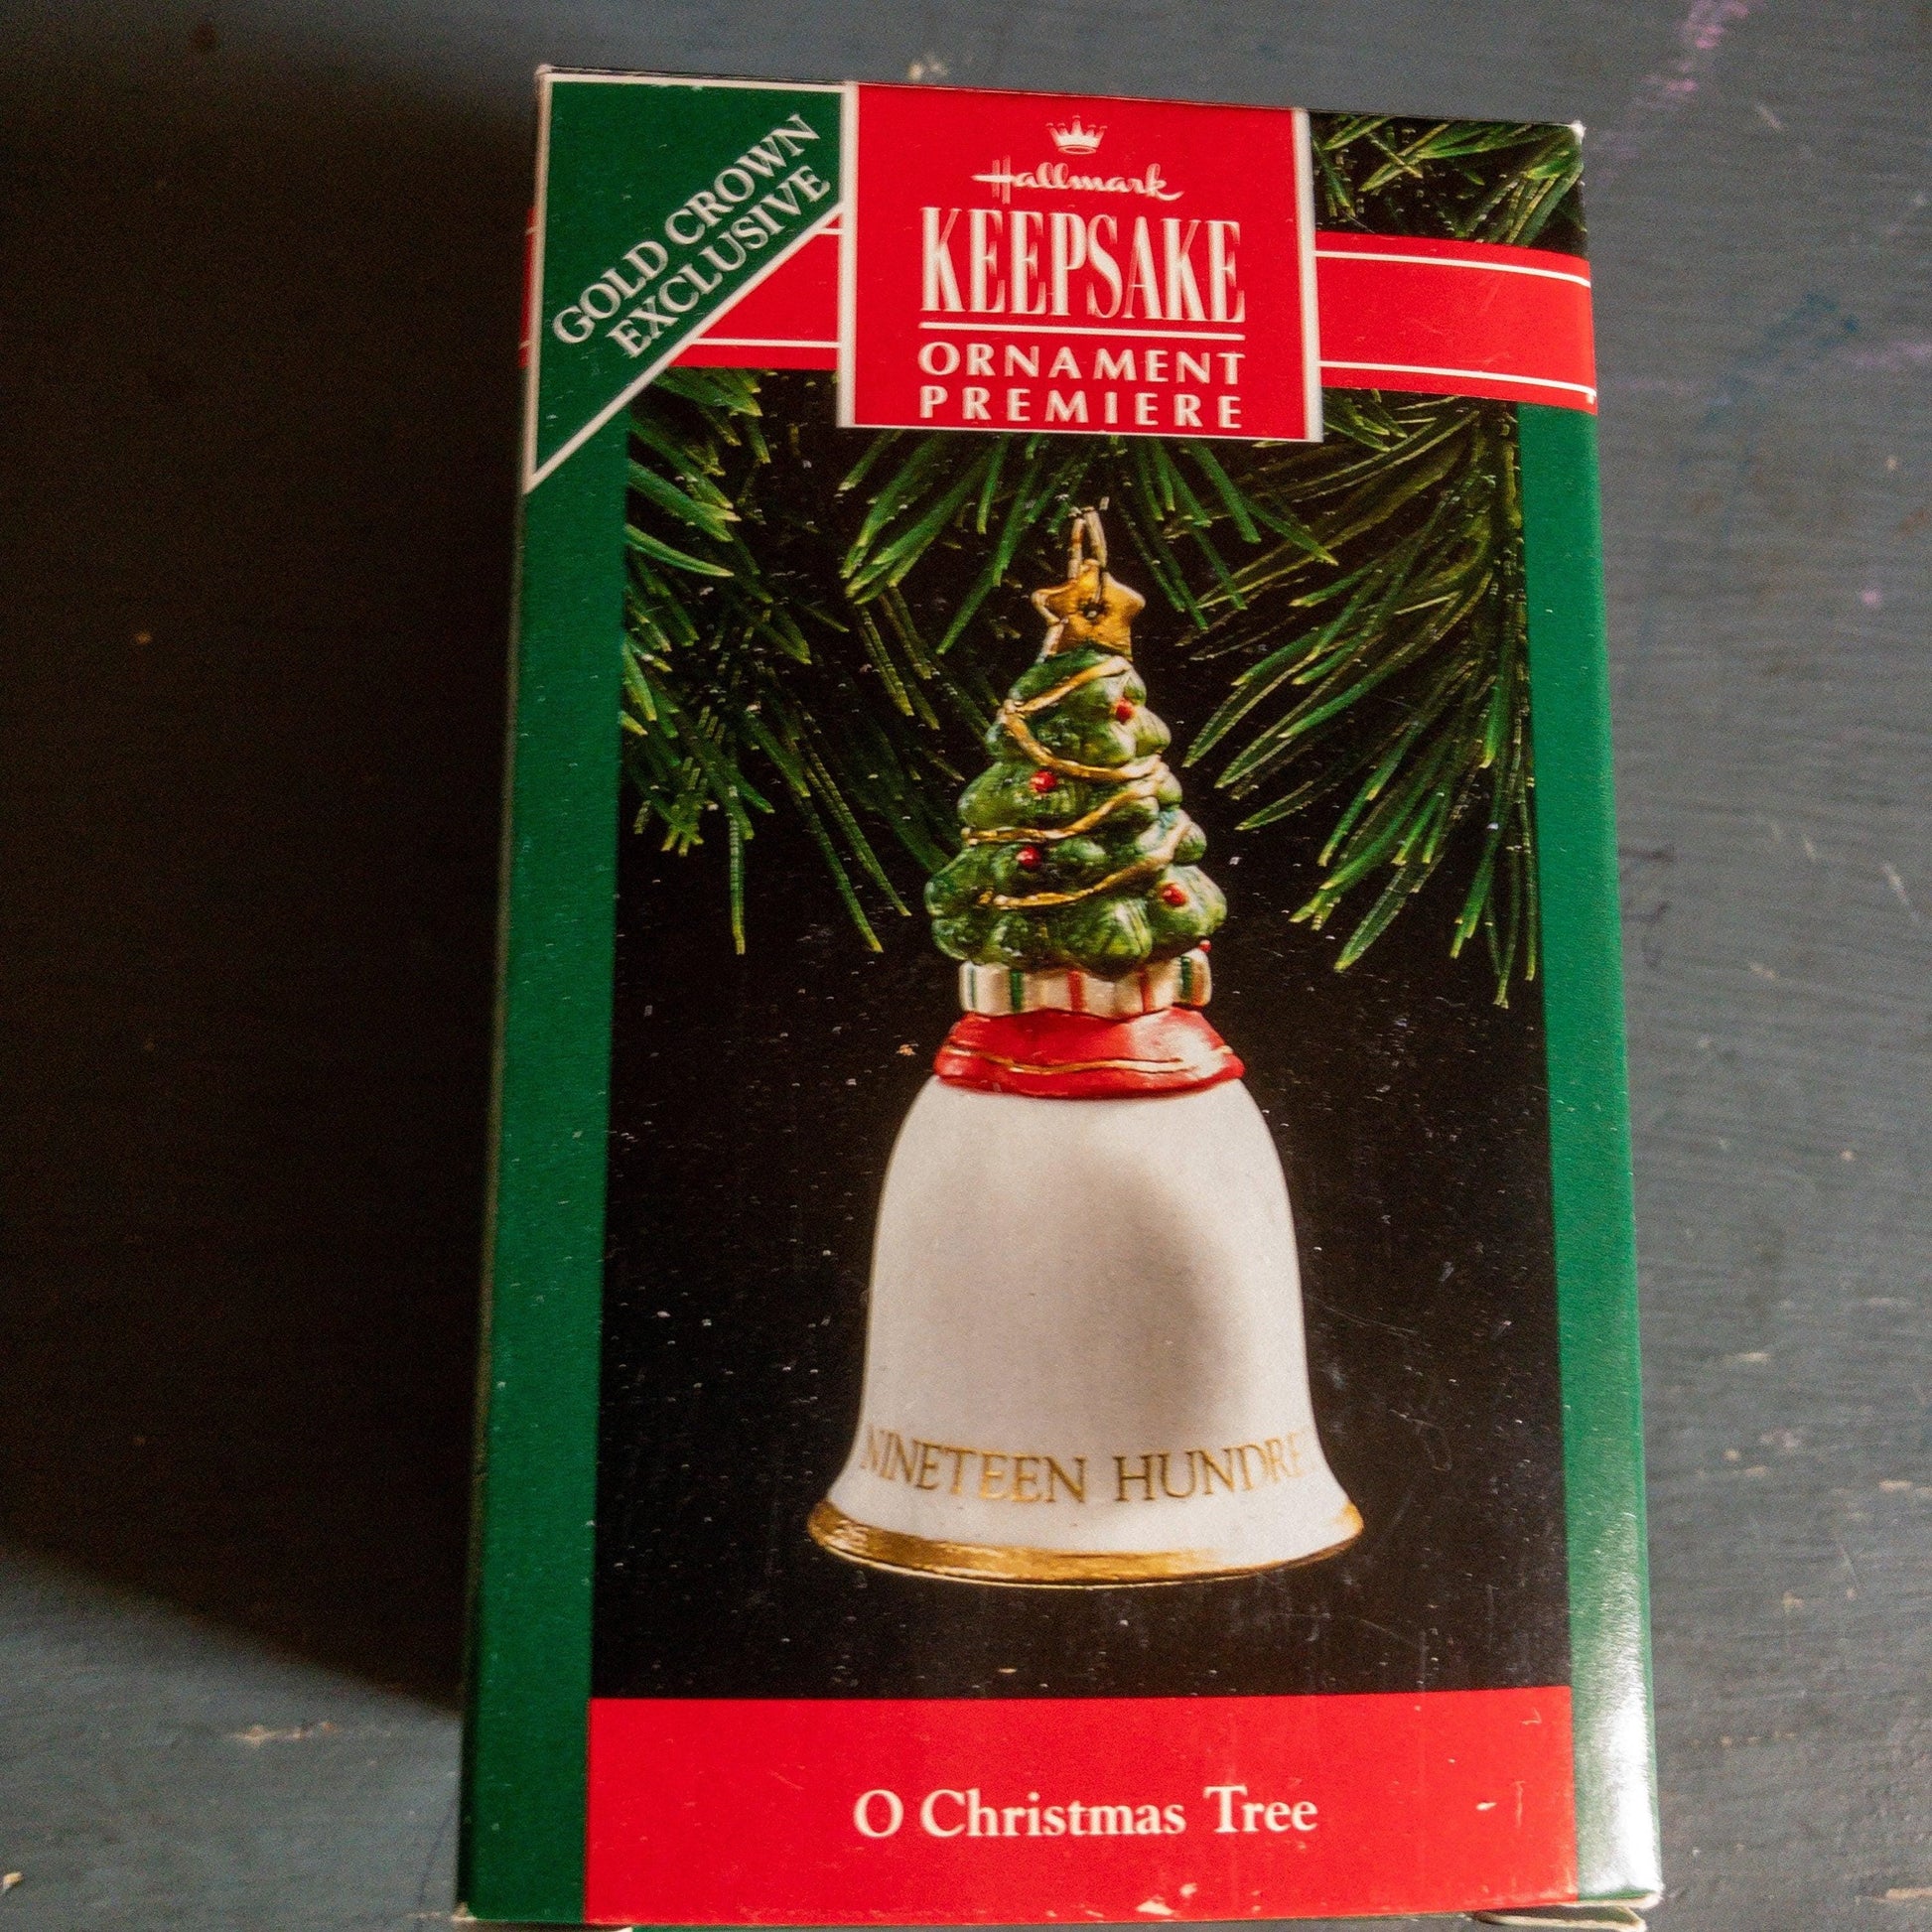 GOLD CROWN
EXCLUSIVE
Hallmark
KEEPSAKE
ORNAMENT
PREMIERE
NINETEEN HUNDRE
O Christmas Tree